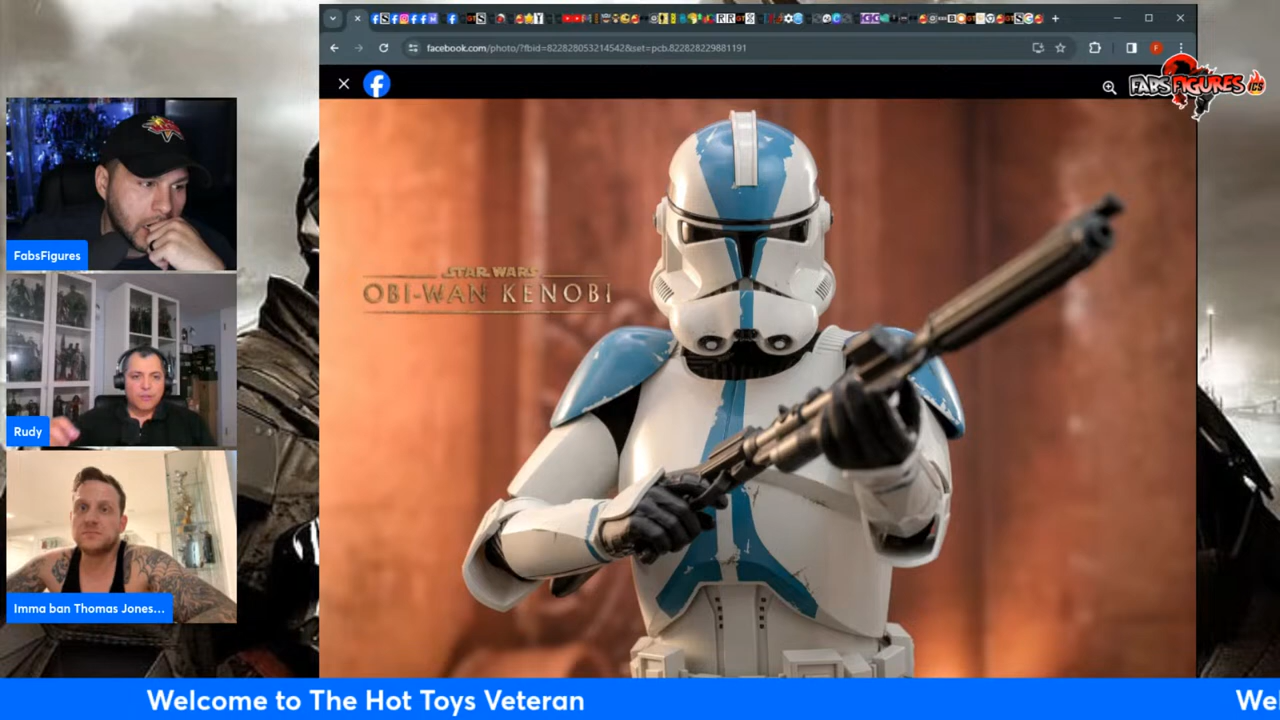 facebook.com/photo/?fbid=822828053214542&set=pcb.822828229881191
FABSFIGURES
FabsFIgures
STAR WARS
OBI-WAN KENOBI
Rudy
Imma ban Thomas Jones...
Welcome to The Hot Toys Veteran
Wel